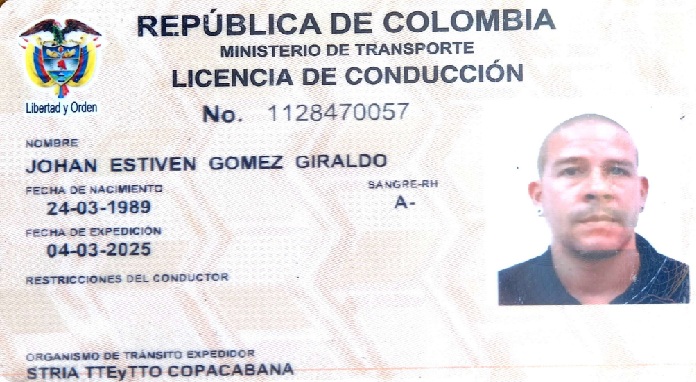 REPÚBLICA DE COLOMBIA
MINISTERIO DE TRANSPORTE
LICENCIA DE CONDUCCIÓN
Libertad y Orden
No. 1128470057
NOMBRE
JOHAN ESTIVEN GOMEZ GIRALDO
FECHA DE NACIMIENTO
24-03-1989
SANGRE-RH
A-
FECHA DE EXPEDICIÓN
04-03-2025
RESTRICCIONES DEL CONDUCTOR
ORGANISMO DE TRÁNSITO EXPEDIDOR
STRIA TTEyTTO COPACABANA